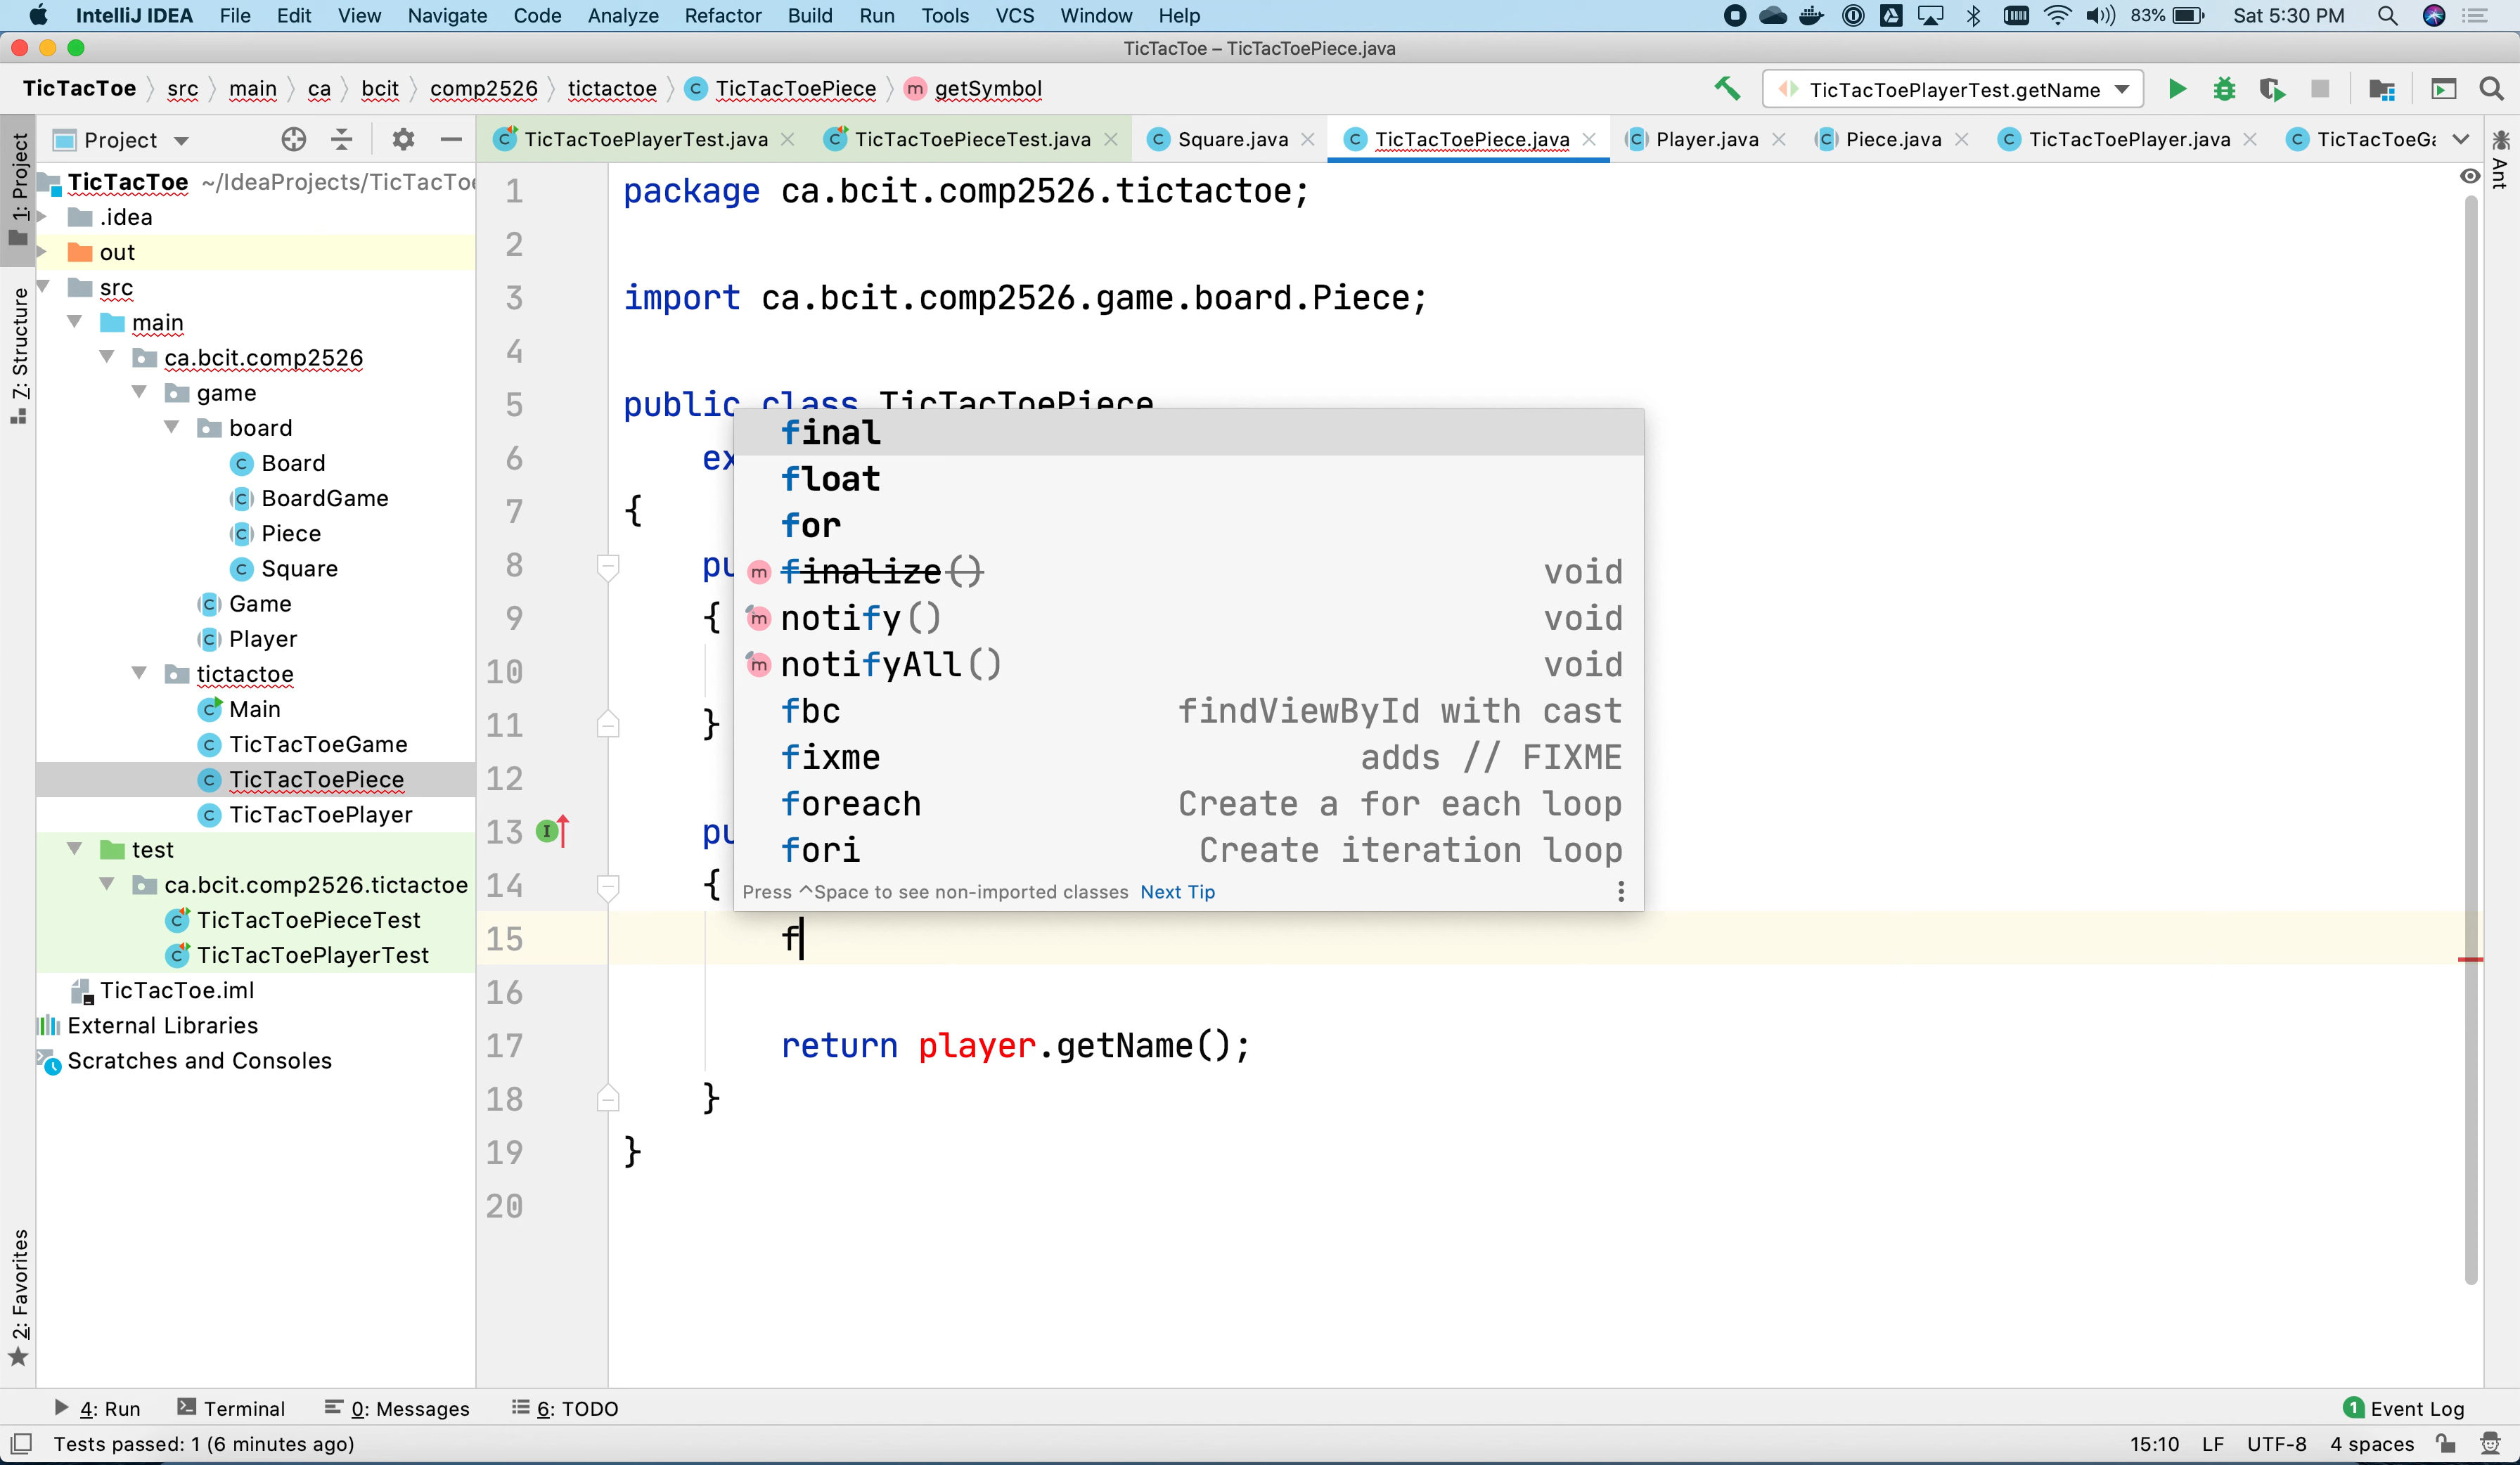 IntelliJ IDEA File Edit View Navigate Code Analyze Refactor Build Run Tools VCS Window Help 83% Sat 5:30 PM
TicTacToe – TicTacToePiece.java
TicTacToe src main ca bcit comp2526 tictactoe TicTacToePiece getSymbol TicTacToePlayerTest.getName
Project
TicTacToePlayerTest.java TicTacToePieceTest.java Square.java TicTacToePiece.java Player.java Piece.java TicTacToePlayer.java TicTacToeGa
1: Project
7: Structure
2: Favorites
Ant
TicTacToe ~/IdeaProjects/TicTacToe
.idea
out
src
main
ca.bcit.comp2526
game
board
Board
BoardGame
Piece
Square
Game
Player
tictactoe
Main
TicTacToeGame
TicTacToePiece
TicTacToePlayer
test
ca.bcit.comp2526.tictactoe
TicTacToePieceTest
TicTacToePlayerTest
TicTacToe.iml
External Libraries
Scratches and Consoles
1 package ca.bcit.comp2526.tictactoe;
2
3 import ca.bcit.comp2526.game.board.Piece;
4
5 public class TicTacToePiece
6 ex
7 {
8 pu
9 {
10
11 }
12
13 pu
14 {
15 f
16
17 return player.getName();
18 }
19 }
20
final
float
for
finalize() void
notify() void
notifyAll() void
fbc findViewById with cast
fixme adds // FIXME
foreach Create a for each loop
fori Create iteration loop
Press ^Space to see non-imported classes Next Tip
4: Run Terminal 0: Messages 6: TODO 1 Event Log
Tests passed: 1 (6 minutes ago) 15:10 LF UTF-8 4 spaces